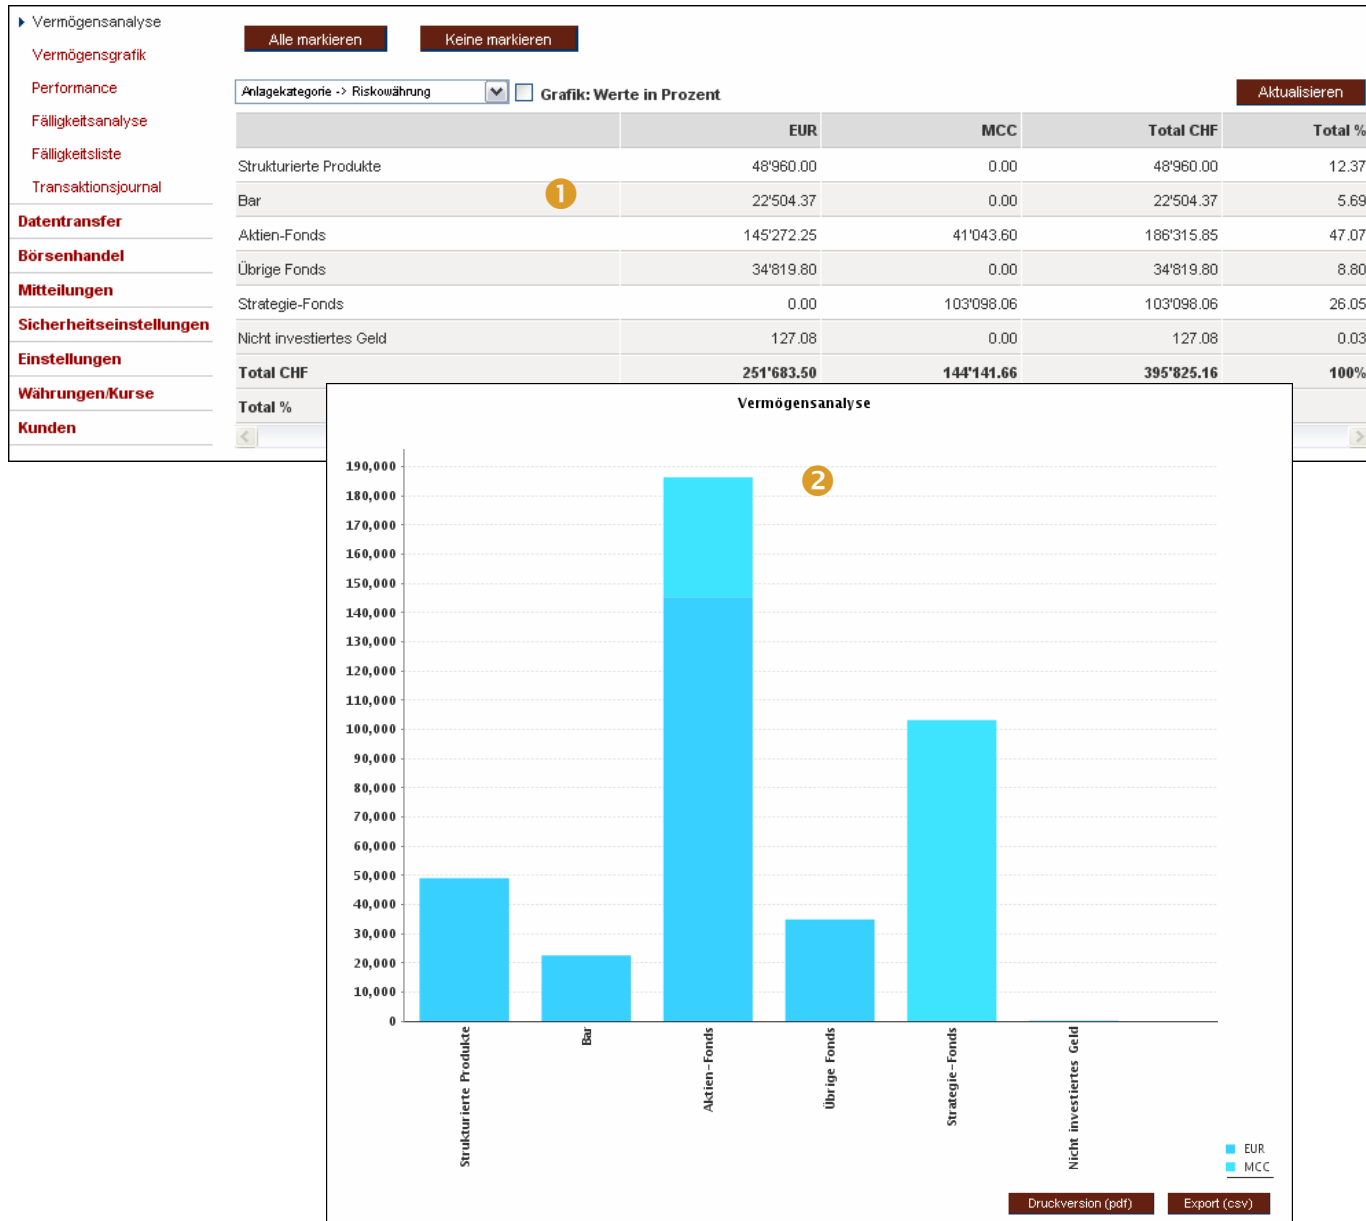 Vermögensanalyse
Vermögensgrafik
Performance
Fälligkeitsanalyse
Fälligkeitsliste
Transaktionsjournal
Datentransfer
Börsenhandel
Mitteilungen
Sicherheitseinstellungen
Einstellungen
Währungen/Kurse
Kunden
Alle markieren Keine markieren
Anlagekategorie -> Riskowährung Grafik: Werte in Prozent Aktualisieren
EUR MCC Total CHF Total %
Strukturierte Produkte 48'960.00 0.00 48'960.00 12.37
1
Bar 22'504.37 0.00 22'504.37 5.69
Aktien-Fonds 145'272.25 41'043.60 186'315.85 47.07
Übrige Fonds 34'819.80 0.00 34'819.80 8.80
Strategie-Fonds 0.00 103'098.06 103'098.06 26.05
Nicht investiertes Geld 127.08 0.00 127.08 0.03
Total CHF 251'683.50 144'141.66 395'825.16 100%
Total %
Vermögensanalyse
2
190,000
180,000
170,000
160,000
150,000
140,000
130,000
120,000
110,000
100,000
90,000
80,000
70,000
60,000
50,000
40,000
30,000
20,000
10,000
0
Strukturierte Produkte
Bar
Aktien-Fonds
Übrige Fonds
Strategie-Fonds
Nicht investiertes Geld
EUR
MCC
Druckversion (pdf) Export (csv)